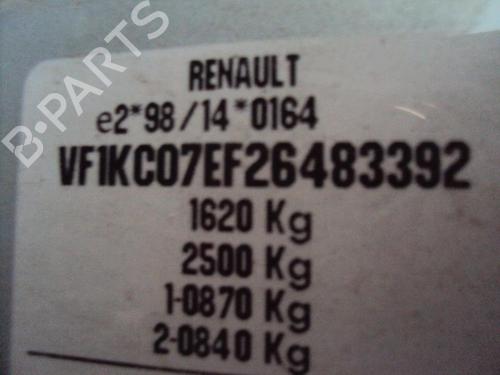 RENAULT
e2*98/14*0164
VF1KC07EF26483392
1620 Kg
2500 Kg
1-0870 Kg
2-0840 Kg
B-PARTS